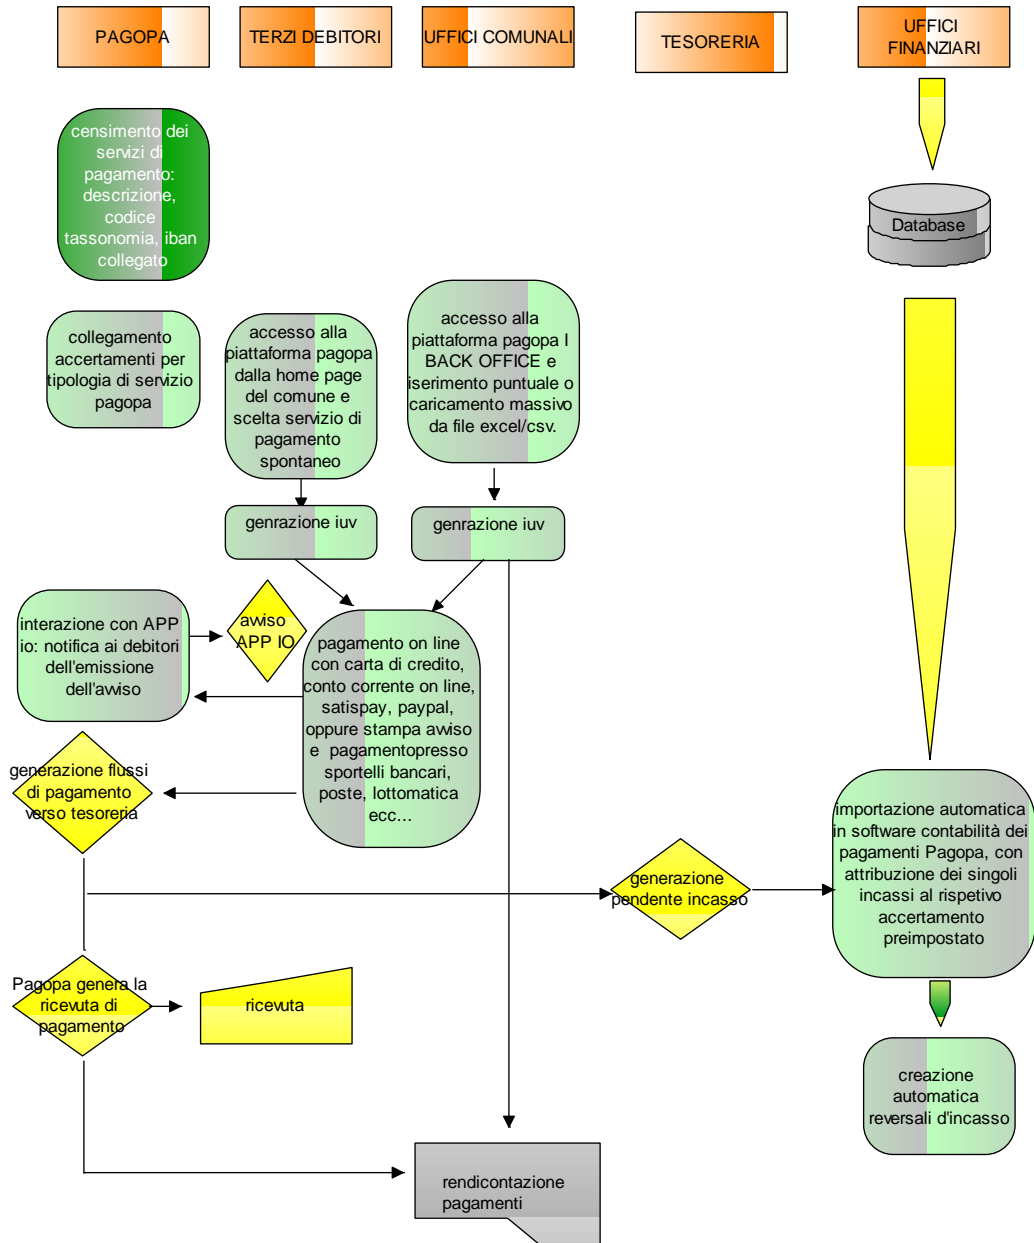 PAGOPA
TERZI DEBITORI
UFFICI COMUNALI
TESORERIA
UFFICI
FINANZIARI
censimento dei
servizi di
pagamento:
descrizione,
codice
tassonomia, iban
collegato
Database
collegamento
accertamenti per
tipologia di servizio
pagopa
accesso alla
piattaforma pagopa
dalla home page
del comune e
scelta servizio di
pagamento
spontaneo
accesso alla
piattaforma pagopa I
BACK OFFICE e
iserimento puntuale o
caricamento massivo
da file excel/csv.
genrazione iuv
genrazione iuv
interazione con APP
io: notifica ai debitori
dell'emissione
dell'avviso
avviso
APP IO
pagamento on line
con carta di credito,
conto corrente on line,
satispay, paypal,
oppure stampa avviso
e pagamentopresso
sportelli bancari,
poste, lottomatica
ecc...
generazione flussi
di pagamento
verso tesoreria
generazione
pendente incasso
importazione automatica
in software contabilità dei
pagamenti Pagopa, con
attribuzione dei singoli
incassi al rispetivo
accertamento
preimpostato
Pagopa genera la
ricevuta di
pagamento
ricevuta
creazione
automatica
reversali d'incasso
rendicontazione
pagamenti